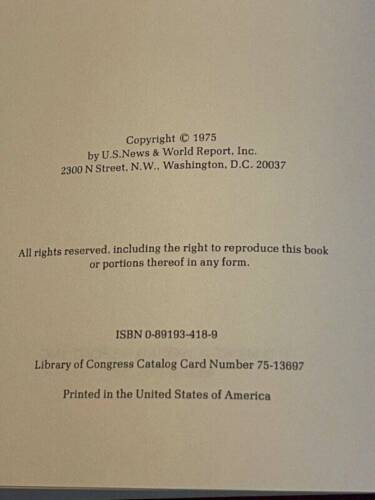 Copyright © 1975
by U.S.News & World Report, Inc.
2300 N Street, N.W., Washington, D.C. 20037
All rights reserved, including the right to reproduce this book
or portions thereof in any form.
ISBN 0-89193-418-9
Library of Congress Catalog Card Number 75-13697
Printed in the United States of America